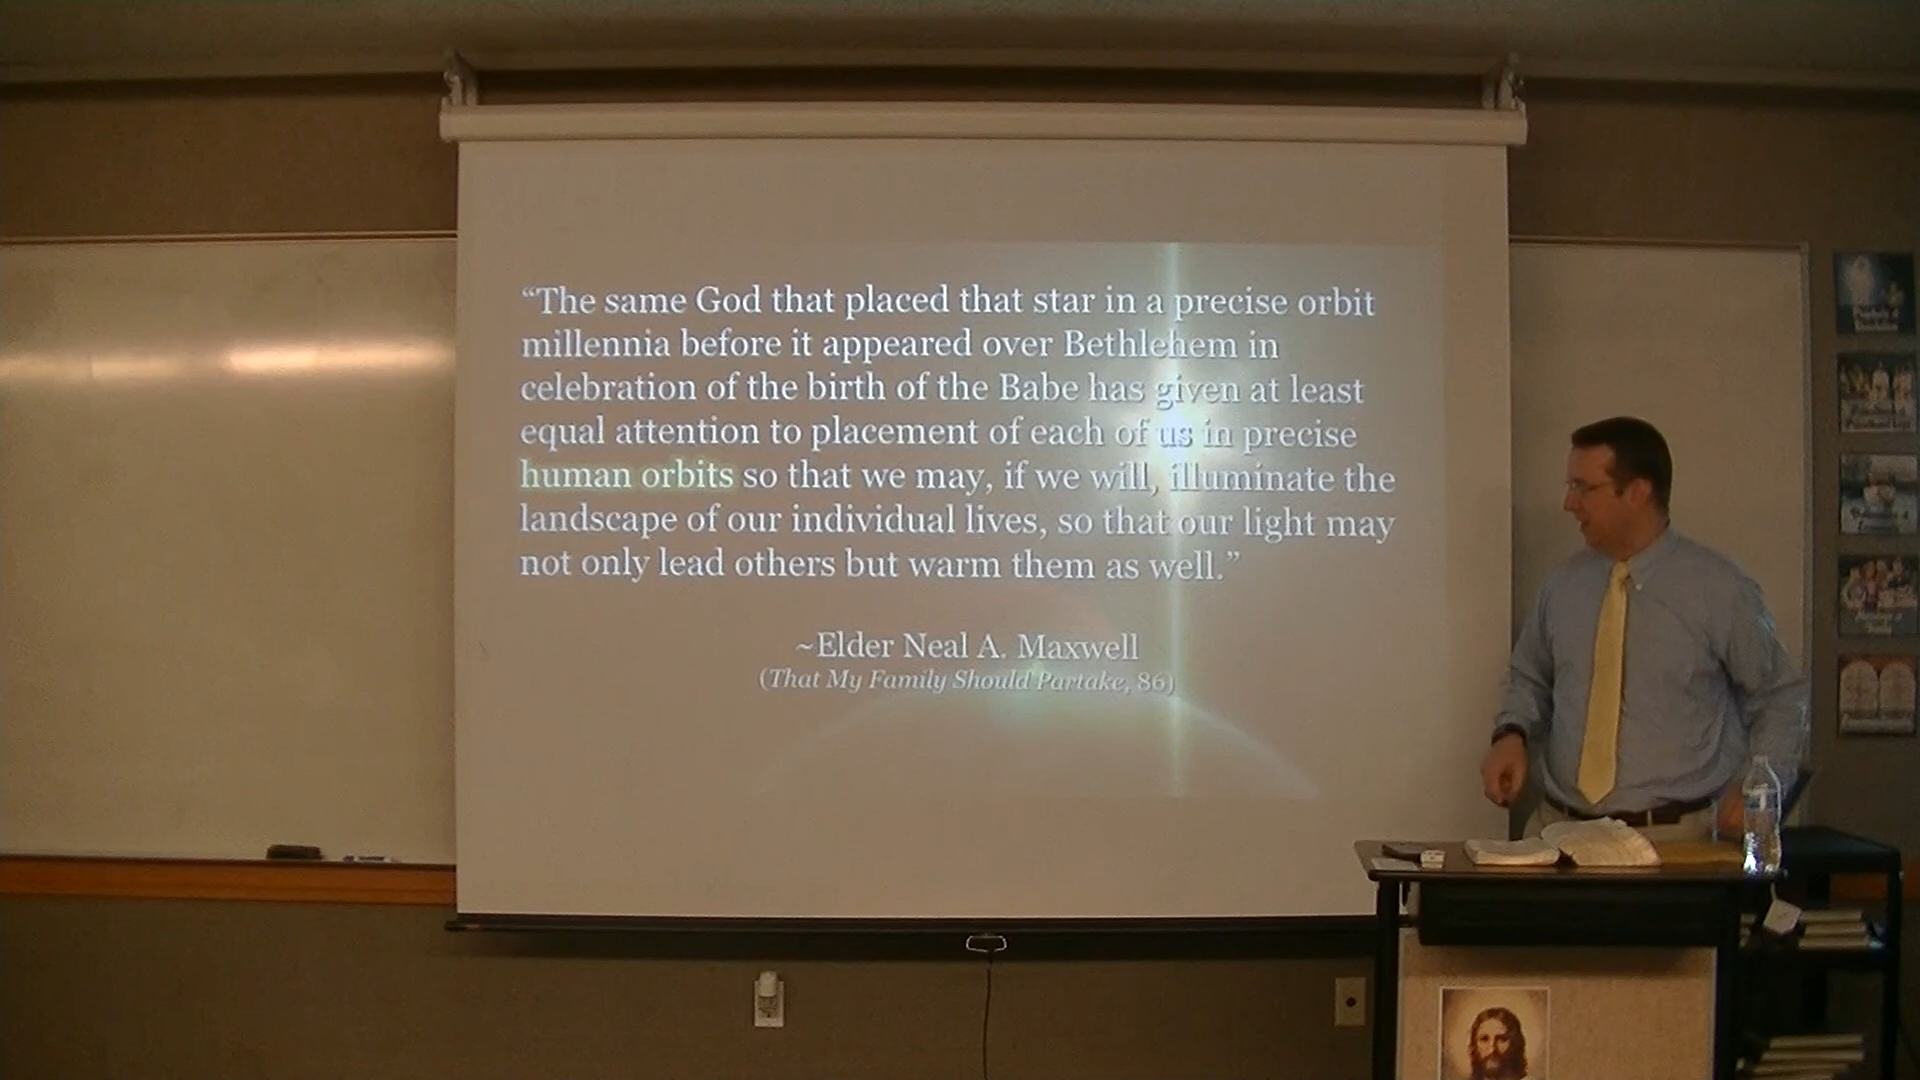 “The same God that placed that star in a precise orbit
millennia before it appeared over Bethlehem in
celebration of the birth of the Babe has given at least
equal attention to placement of each of us in precise
human orbits so that we may, if we will, illuminate the
landscape of our individual lives, so that our light may
not only lead others but warm them as well.”
~Elder Neal A. Maxwell
(That My Family Should Partake, 86)